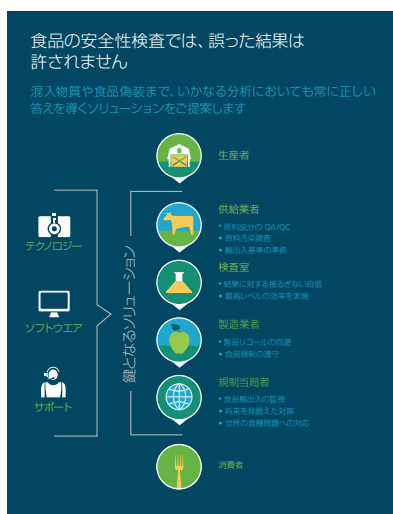 食品の安全性検査では、誤った結果は
許されません
混入物質や食品偽装まで、いかなる分析においても常に正しい
答えを導くソリューションをご提案します
生産者
テクノロジー
ソフトウエア
サポート
鍵となるソリューション
供給業者
• 原料成分の QA/QC
• 原料汚染調査
• 輸出入基準の準拠
検査室
• 結果に対する揺るぎない自信
• 最高レベルの効率を実現
製造業者
• 製品リコールの回避
• 食品規制の遵守
規制当局者
• 食品輸出入の監視
• 将来を見据えた対策
• 世界の食糧問題への対応
消費者